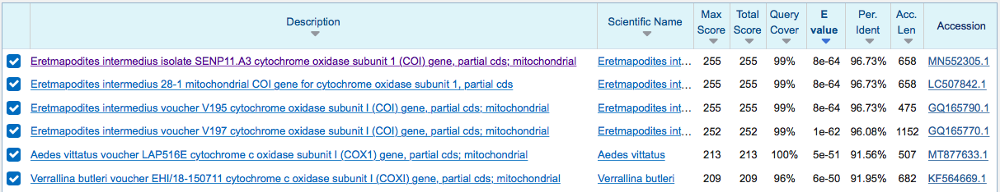 Description Scientific Name Max Score Total Score Query Cover E value Per. Ident Acc. Len Accession
Eretmapodites intermedius isolate SENP11.A3 cytochrome oxidase subunit 1 (COI) gene, partial cds; mitochondrial Eretmapodites int... 255 255 99% 8e-64 96.73% 658 MN552305.1
Eretmapodites intermedius 28-1 mitochondrial COI gene for cytochrome oxidase subunit 1, partial cds Eretmapodites int... 255 255 99% 8e-64 96.73% 658 LC507842.1
Eretmapodites intermedius voucher V195 cytochrome oxidase subunit I (COI) gene, partial cds; mitochondrial Eretmapodites int... 255 255 99% 8e-64 96.73% 475 GQ165790.1
Eretmapodites intermedius voucher V197 cytochrome oxidase subunit I (COI) gene, partial cds; mitochondrial Eretmapodites int... 252 252 99% 1e-62 96.08% 1152 GQ165770.1
Aedes vittatus voucher LAP516E cytochrome c oxidase subunit I (COX1) gene, partial cds; mitochondrial Aedes vittatus 213 213 100% 5e-51 91.56% 507 MT877633.1
Verrallina butleri voucher EHI/18-150711 cytochrome c oxidase subunit I (COXI) gene, partial cds; mitochondrial Verrallina butleri 209 209 96% 6e-50 91.95% 682 KF564669.1